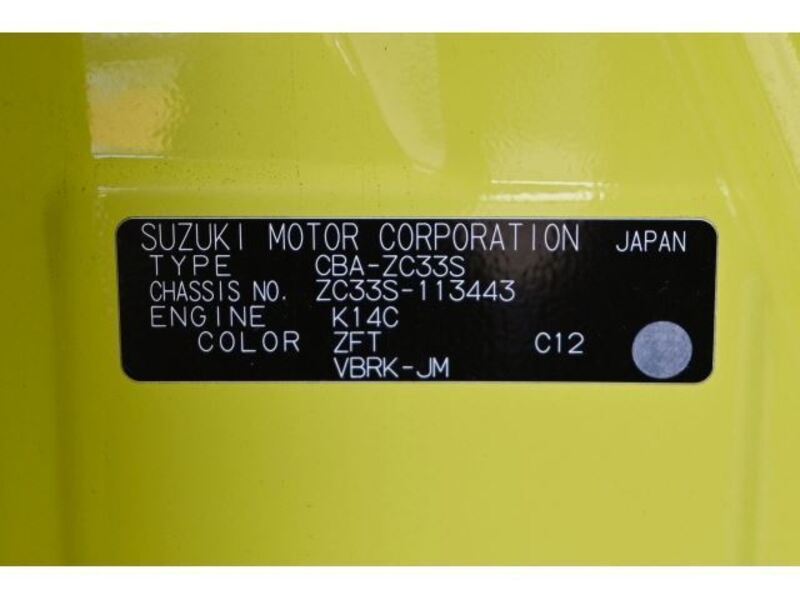 SUZUKI MOTOR CORPORATION JAPAN
TYPE CBA-ZC33S
CHASSIS NO. ZC33S-113443
ENGINE K14C
COLOR ZFT C12
VBRK-JM